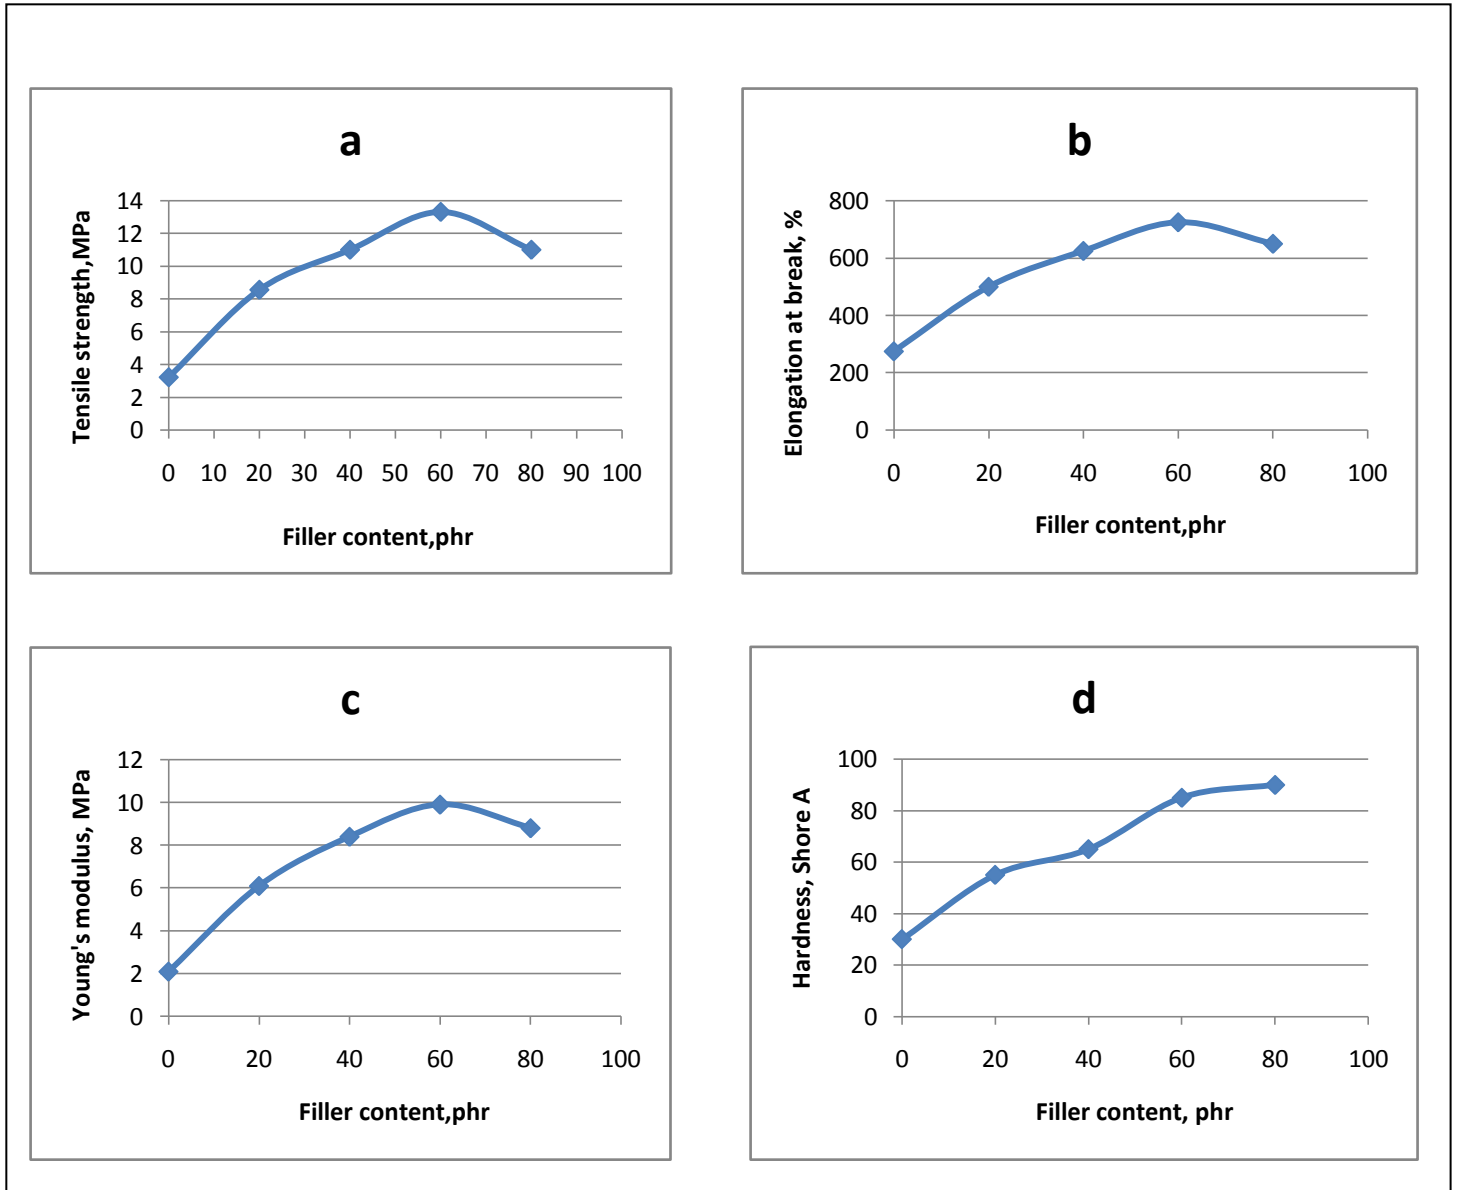 a
Tensile strength,MPa
14
12
10
8
6
4
2
0
0 10 20 30 40 50 60 70 80 90 100
Filler content,phr
b
Elongation at break, %
800
600
400
200
0
0 20 40 60 80 100
Filler content,phr
c
Young's modulus, MPa
12
10
8
6
4
2
0
0 20 40 60 80 100
Filler content,phr
d
Hardness, Shore A
100
80
60
40
20
0
0 20 40 60 80 100
Filler content, phr